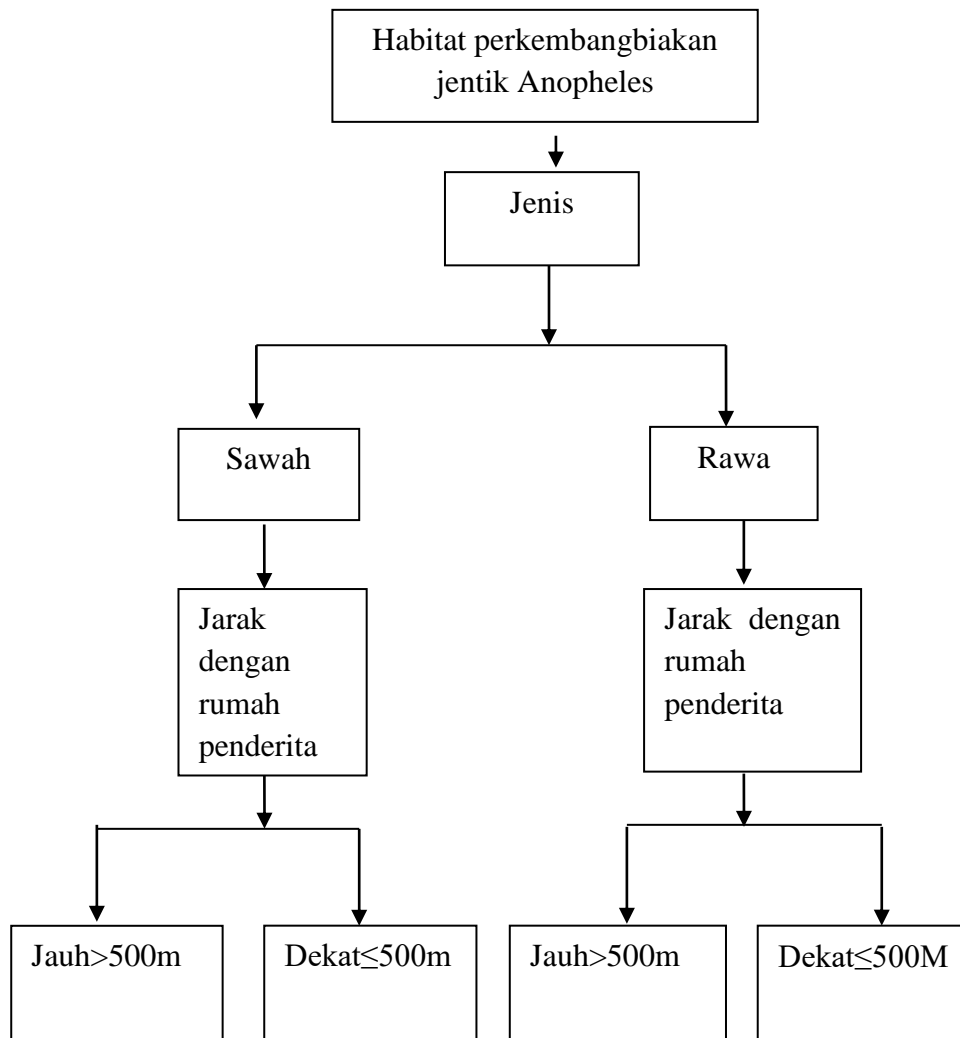 Habitat perkembangbiakan
jentik Anopheles
Jenis
Sawah
Rawa
Jarak
dengan
rumah
penderita
Jarak dengan
rumah
penderita
Jauh>500m
Dekat≤500m
Jauh>500m
Dekat≤500M